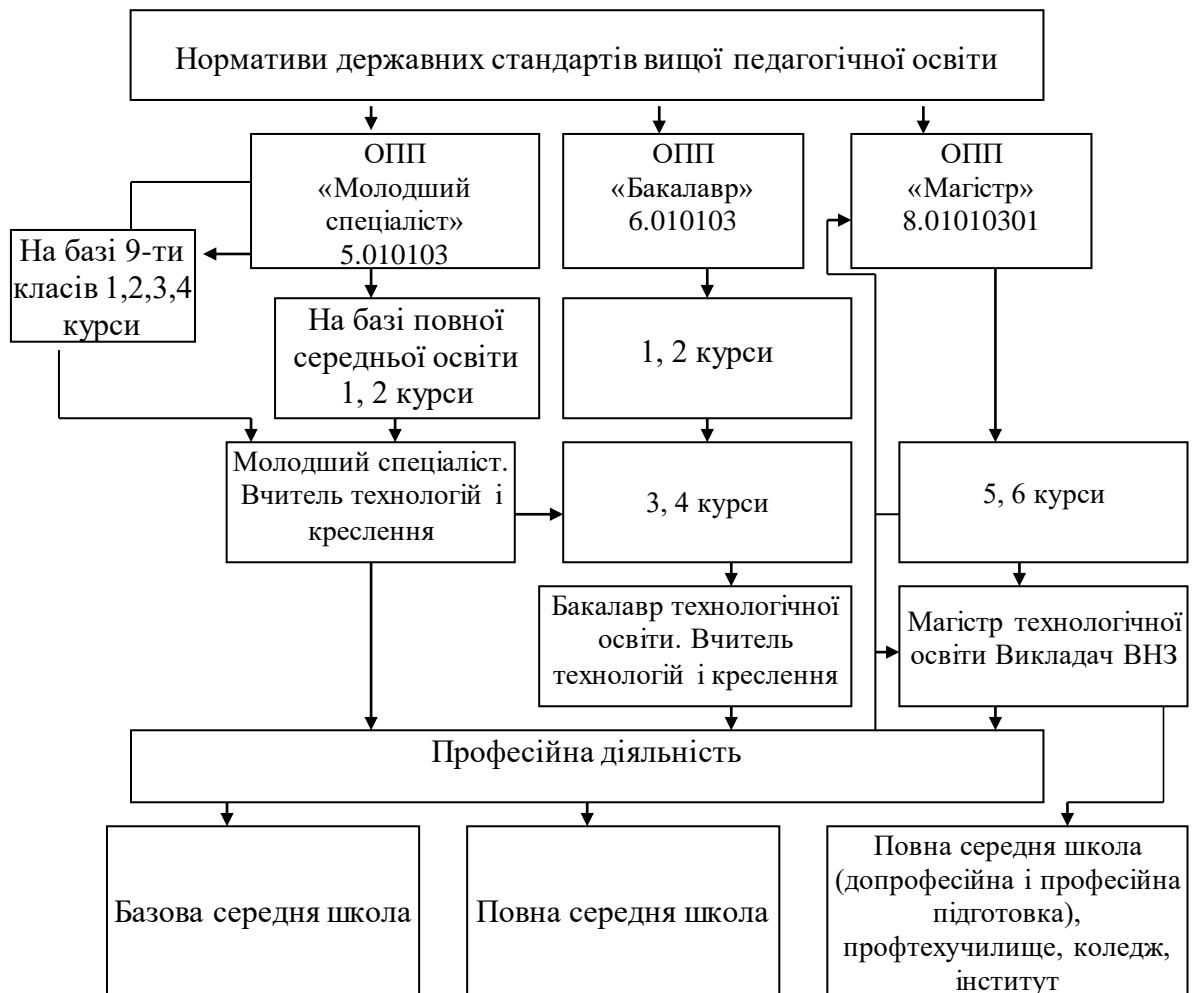 Нормативи державних стандартів вищої педагогічної освіти
ОПП
«Молодший
спеціаліст»
5.010103
ОПП
«Бакалавр»
6.010103
ОПП
«Магістр»
8.01010301
На базі 9-ти
класів 1,2,3,4
курси
На базі повної
середньої освіти
1, 2 курси
1, 2 курси
Молодший спеціаліст.
Вчитель технологій і
креслення
3, 4 курси
5, 6 курси
Бакалавр технологічної
освіти. Вчитель
технологій і креслення
Магістр технологічної
освіти Викладач ВНЗ
Професійна діяльність
Базова середня школа
Повна середня школа
Повна середня школа
(допрофесійна і професійна
підготовка),
профтехучилище, коледж,
інститут